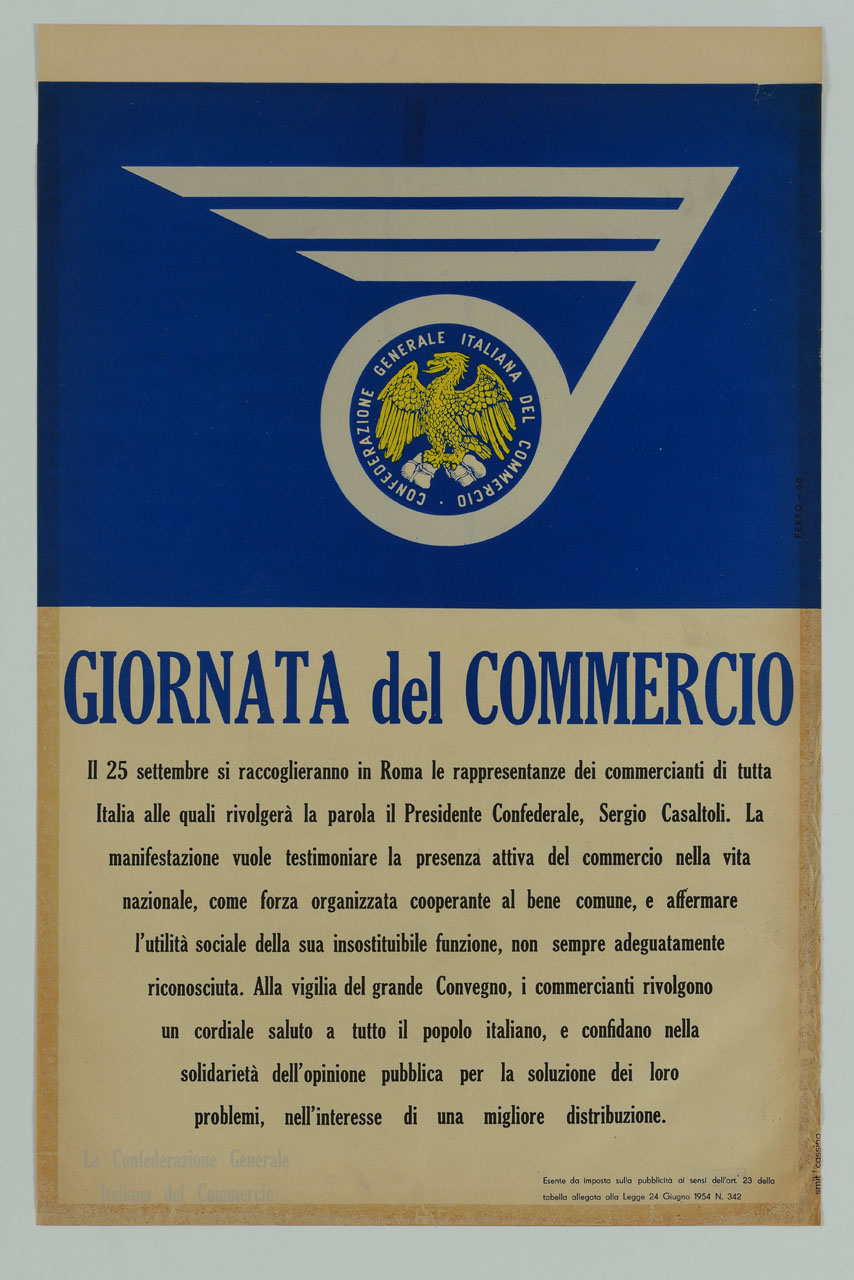 CONFEDERAZIONE GENERALE ITALIANA DEL COMMERCIO ·
FERRO - 60
GIORNATA del COMMERCIO
Il 25 settembre si raccoglieranno in Roma le rappresentanze dei commercianti di tutta
Italia alle quali rivolgerà la parola il Presidente Confederale, Sergio Casaltoli. La
manifestazione vuole testimoniare la presenza attiva del commercio nella vita
nazionale, come forza organizzata cooperante al bene comune, e affermare
l'utilità sociale della sua insostituibile funzione, non sempre adeguatamente
riconosciuta. Alla vigilia del grande Convegno, i commercianti rivolgono
un cordiale saluto a tutto il popolo italiano, e confidano nella
solidarietà dell'opinione pubblica per la soluzione dei loro
problemi, nell'interesse di una migliore distribuzione.
La Confederazione Generale
Italiana del Commercio
Esente da imposta sulla pubblicità ai sensi dell'art. 23 della
tabella allegata alla Legge 24 Giugno 1954 N. 342
smit' cassina